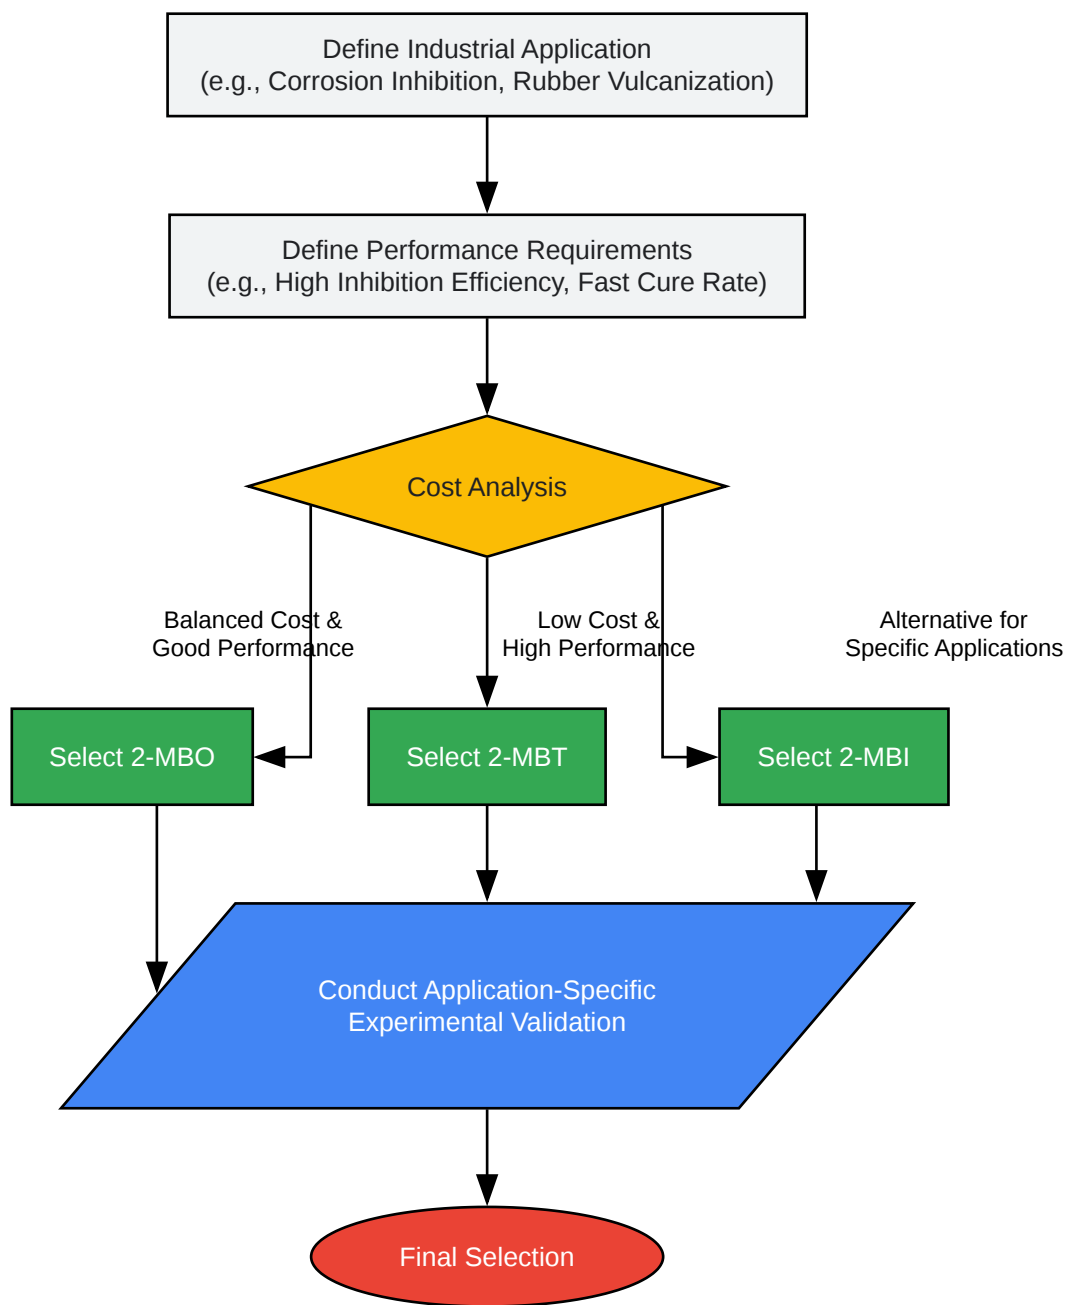 Define Industrial Application
(e.g., Corrosion Inhibition, Rubber Vulcanization)
Define Performance Requirements
(e.g., High Inhibition Efficiency, Fast Cure Rate)
Cost Analysis
Balanced Cost &
Good Performance
Low Cost &
High Performance
Alternative for
Specific Applications
Select 2-MBO
Select 2-MBT
Select 2-MBI
Conduct Application-Specific
Experimental Validation
Final Selection